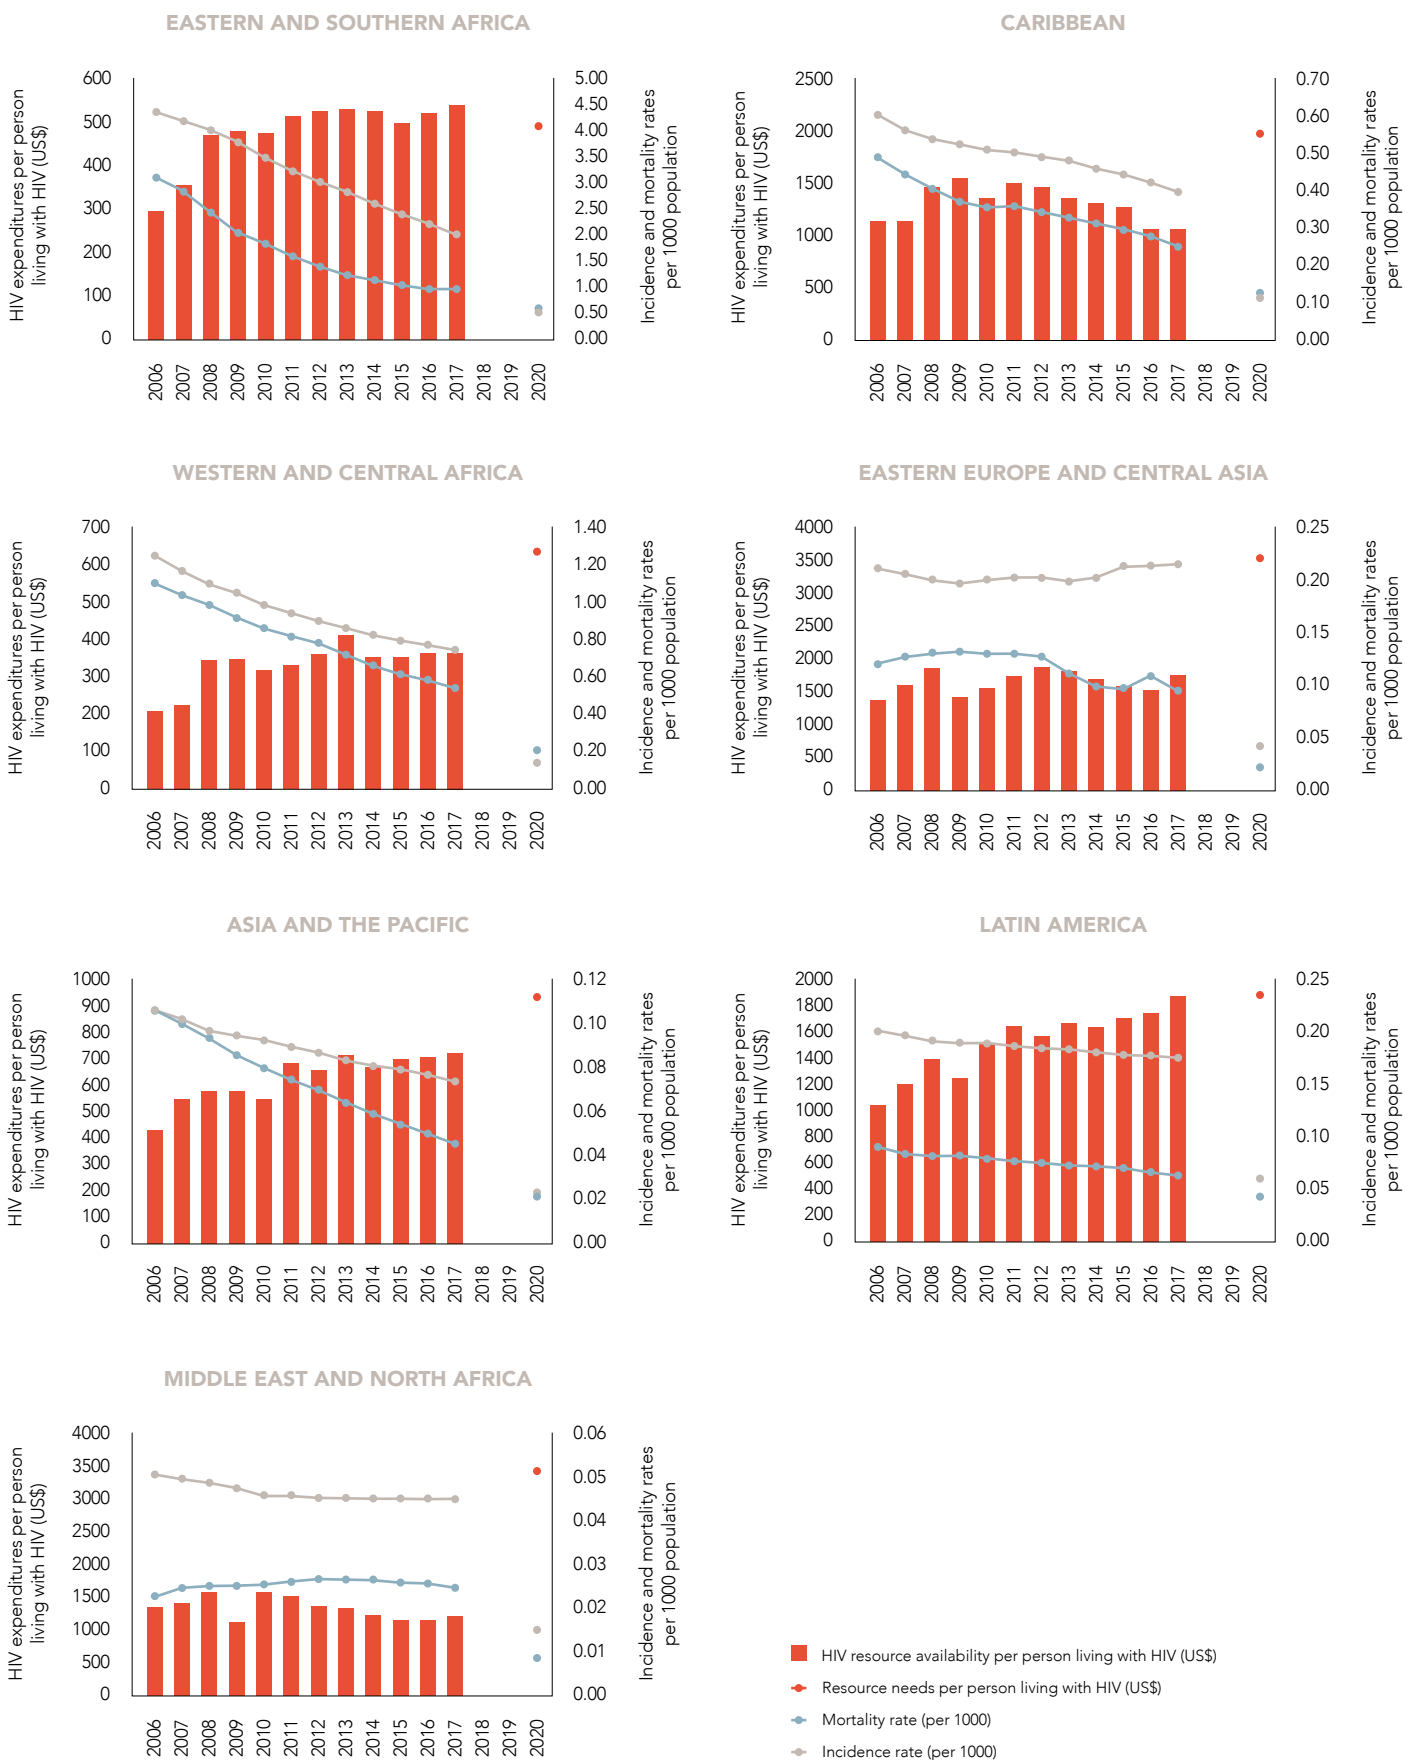 EASTERN AND SOUTHERN AFRICA
HIV expenditures per person
living with HIV (US$)
600
500
400
300
200
100
0
5.00
4.50
4.00
3.50
3.00
2.50
2.00
1.50
1.00
0.50
0.00
Incidence and mortality rates
per 1000 population
2006 2007 2008 2009 2010 2011 2012 2013 2014 2015 2016 2017 2018 2019 2020
CARIBBEAN
HIV expenditures per person
living with HIV (US$)
2500
2000
1500
1000
500
0
0.70
0.60
0.50
0.40
0.30
0.20
0.10
0.00
Incidence and mortality rates
per 1000 population
2006 2007 2008 2009 2010 2011 2012 2013 2014 2015 2016 2017 2018 2019 2020
WESTERN AND CENTRAL AFRICA
HIV expenditures per person
living with HIV (US$)
700
600
500
400
300
200
100
0
1.40
1.20
1.00
0.80
0.60
0.40
0.20
0.00
Incidence and mortality rates
per 1000 population
2006 2007 2008 2009 2010 2011 2012 2013 2014 2015 2016 2017 2018 2019 2020
EASTERN EUROPE AND CENTRAL ASIA
HIV expenditures per person
living with HIV (US$)
4000
3500
3000
2500
2000
1500
1000
500
0
0.25
0.20
0.15
0.10
0.05
0.00
Incidence and mortality rates
per 1000 population
2006 2007 2008 2009 2010 2011 2012 2013 2014 2015 2016 2017 2018 2019 2020
ASIA AND THE PACIFIC
HIV expenditures per person
living with HIV (US$)
1000
900
800
700
600
500
400
300
200
100
0
0.12
0.10
0.08
0.06
0.04
0.02
0.00
Incidence and mortality rates
per 1000 population
2006 2007 2008 2009 2010 2011 2012 2013 2014 2015 2016 2017 2018 2019 2020
LATIN AMERICA
HIV expenditures per person
living with HIV (US$)
2000
1800
1600
1400
1200
1000
800
600
400
200
0
0.25
0.20
0.15
0.10
0.05
0.00
Incidence and mortality rates
per 1000 population
2006 2007 2008 2009 2010 2011 2012 2013 2014 2015 2016 2017 2018 2019 2020
MIDDLE EAST AND NORTH AFRICA
HIV expenditures per person
living with HIV (US$)
4000
3500
3000
2500
2000
1500
1000
500
0
0.06
0.05
0.04
0.03
0.02
0.01
0.00
Incidence and mortality rates
per 1000 population
2006 2007 2008 2009 2010 2011 2012 2013 2014 2015 2016 2017 2018 2019 2020
HIV resource availability per person living with HIV (US$)
Resource needs per person living with HIV (US$)
Mortality rate (per 1000)
Incidence rate (per 1000)